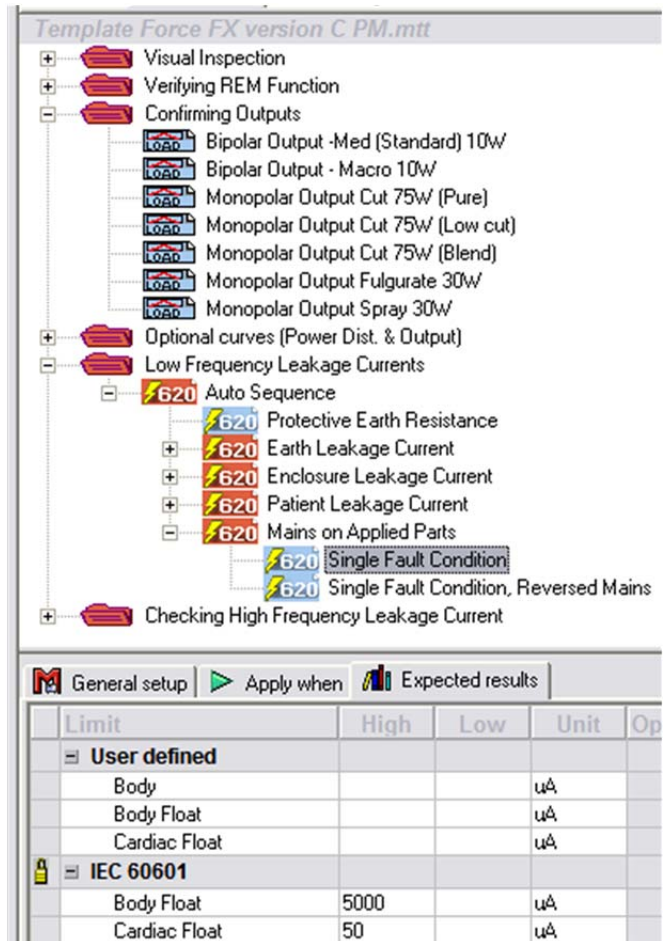 Template Force FX version C PM.mtt
Visual Inspection
Verifying REM Function
Confirming Outputs
LOAD Bipolar Output -Med (Standard) 10W
LOAD Bipolar Output - Macro 10W
LOAD Monopolar Output Cut 75W (Pure)
LOAD Monopolar Output Cut 75W (Low cut)
LOAD Monopolar Output Cut 75W (Blend)
LOAD Monopolar Output Fulgurate 30W
LOAD Monopolar Output Spray 30W
Optional curves (Power Dist. & Output)
Low Frequency Leakage Currents
620 Auto Sequence
620 Protective Earth Resistance
620 Earth Leakage Current
620 Enclosure Leakage Current
620 Patient Leakage Current
620 Mains on Applied Parts
620 Single Fault Condition
620 Single Fault Condition, Reversed Mains
Checking High Frequency Leakage Current
M General setup Apply when Expected results
Limit High Low Unit Op
User defined
Body uA
Body Float uA
Cardiac Float uA
IEC 60601
Body Float 5000 uA
Cardiac Float 50 uA